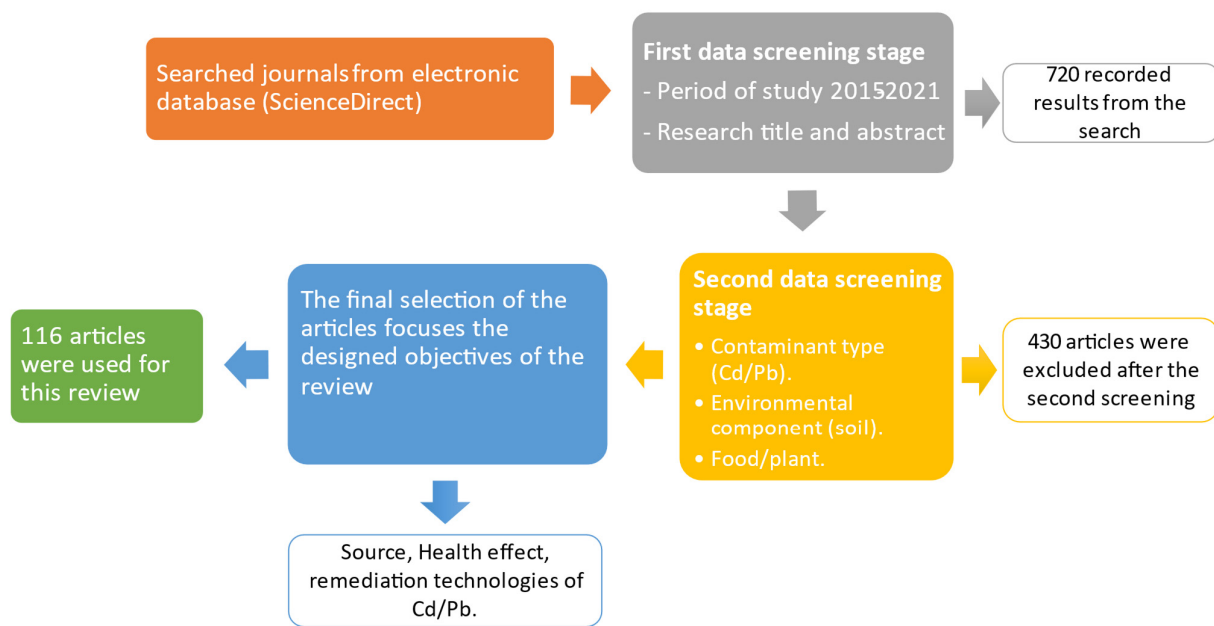 Searched journals from electronic
database (ScienceDirect)
First data screening stage
- Period of study 20152021
- Research title and abstract
720 recorded
results from the
search
Second data screening
stage
• Contaminant type
(Cd/Pb).
• Environmental
component (soil).
• Food/plant.
430 articles were
excluded after the
second screening
The final selection of the
articles focuses the
designed objectives of the
review
116 articles
were used for
this review
Source, Health effect,
remediation technologies of
Cd/Pb.